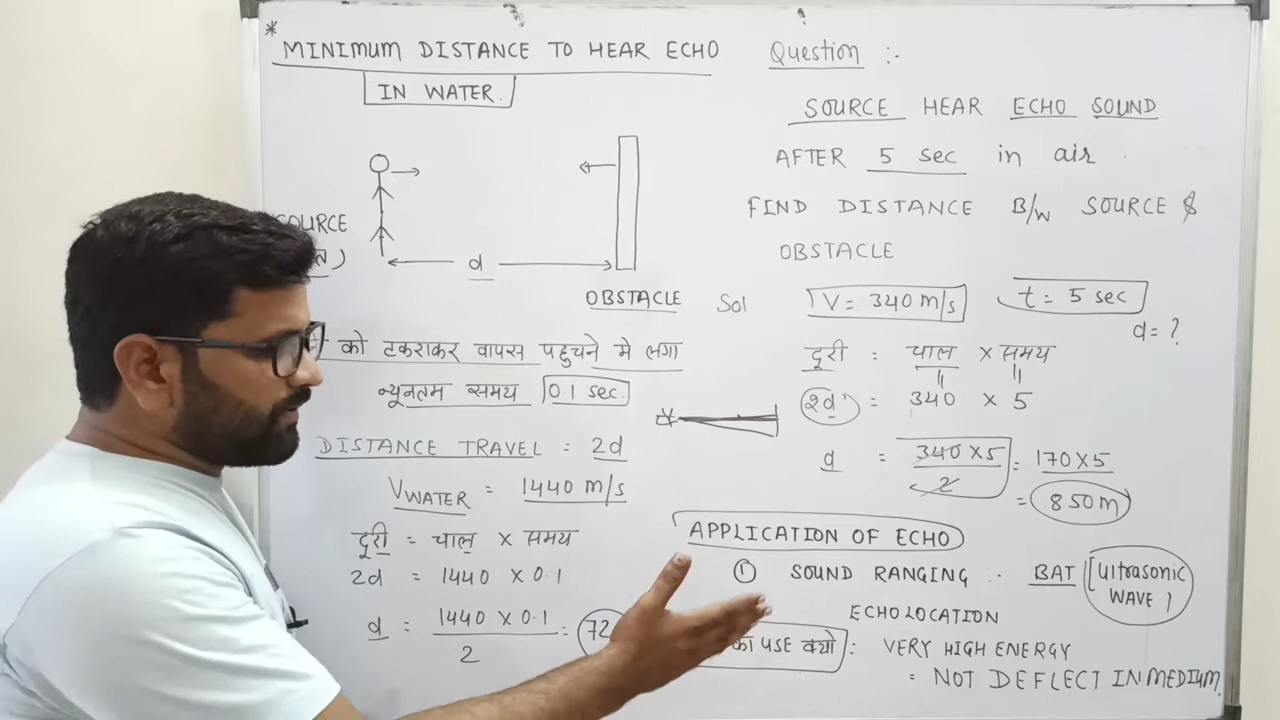 * MINIMUM DISTANCE TO HEAR ECHO
IN WATER.
SOURCE
d
OBSTACLE
को टकराकर वापस पहुचने मे लगा
न्यूनतम समय 0.1 sec.
DISTANCE TRAVEL = 2d
VWATER = 1440 m/s
दूरी = चाल × समय
2d = 1440 × 0.1
d = 1440 × 0.1 / 2 = 72
Question :-
SOURCE HEAR ECHO SOUND
AFTER 5 sec in air.
FIND DISTANCE B/w SOURCE &
OBSTACLE
Sol V = 340 m/s t = 5 sec
d = ?
दूरी = चाल × समय
2d = 340 × 5
d = 340 × 5 / 2 = 170 × 5
= 850 m
APPLICATION OF ECHO
① SOUND RANGING :- BAT [ultrasonic
WAVE]
ECHOLOCATION
का USE क्यो : VERY HIGH ENERGY
= NOT DEFLECT IN MEDIUM.